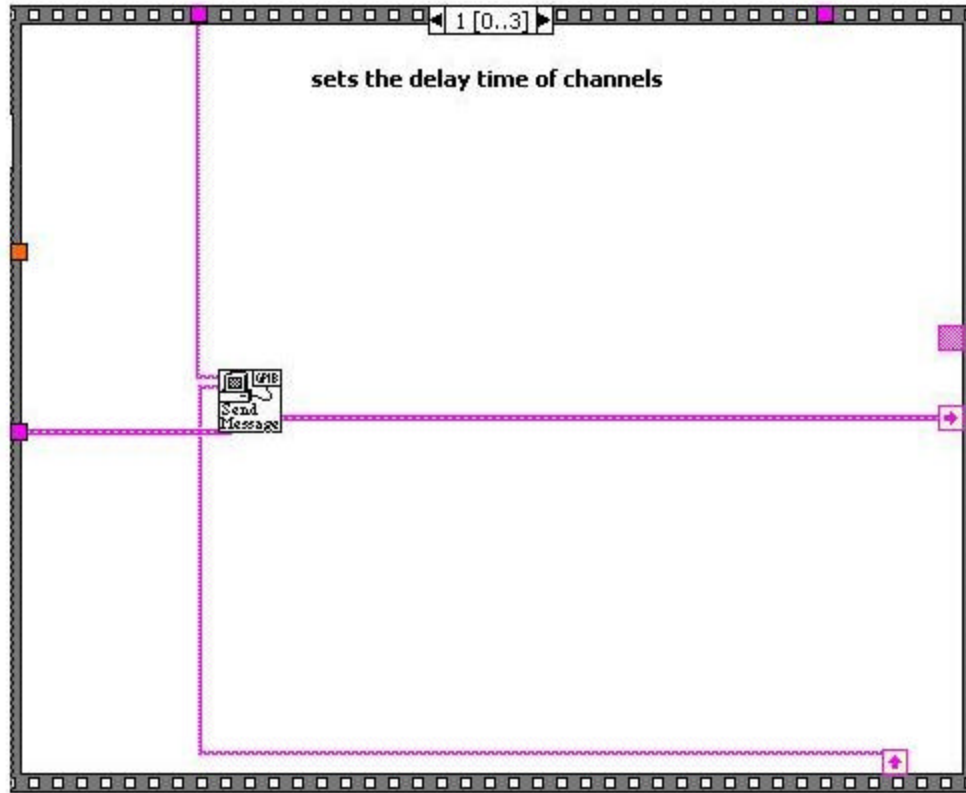 1 [0..3]
sets the delay time of channels
GPIB
Send
Message